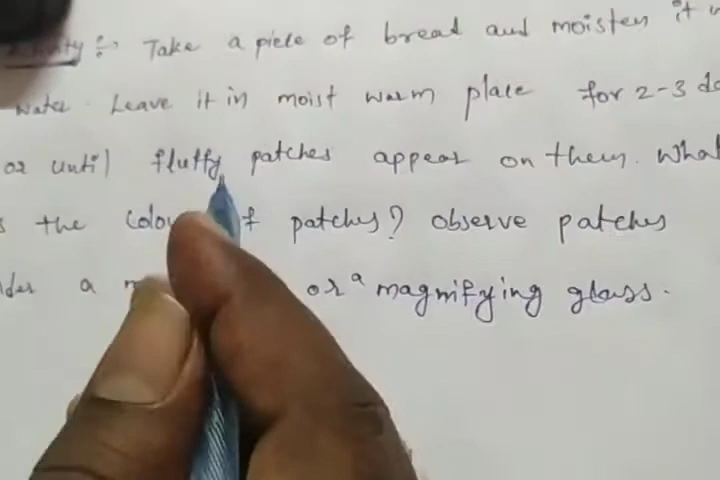 :- Take a piece of bread and moisten it
water. Leave it in moist warm place for 2-3
or until fluffy patches appear on them. What
the of patches? observe patches
a or a magnifying glass.